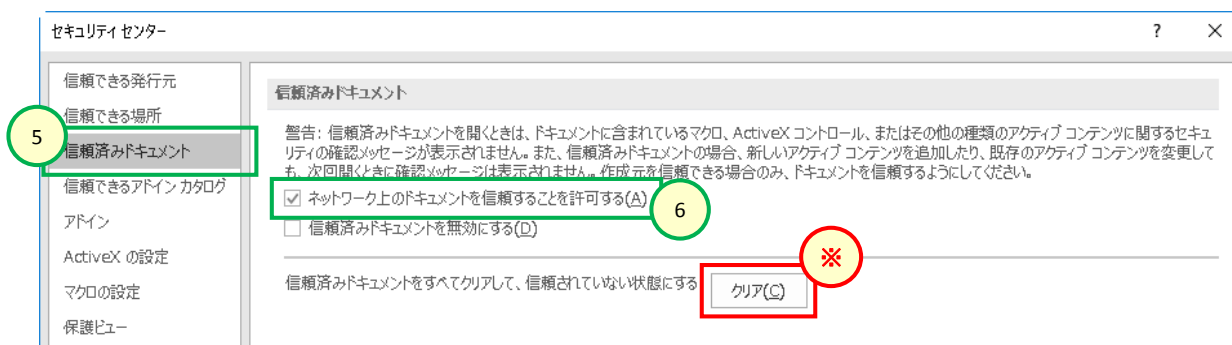 セキュリティ センター
? ×
信頼できる発行元
信頼できる場所
5
信頼済みドキュメント
信頼できるアドイン カタログ
アドイン
ActiveX の設定
マクロの設定
保護ビュー
信頼済みドキュメント
警告: 信頼済みドキュメントを開くときは、ドキュメントに含まれているマクロ、ActiveX コントロール、またはその他の種類のアクティブ コンテンツに関するセキュ
リティの確認メッセージが表示されません。また、信頼済みドキュメントの場合、新しいアクティブ コンテンツを追加したり、既存のアクティブ コンテンツを変更して
も、次回開くときに確認メッセージは表示されません。作成元を信頼できる場合のみ、ドキュメントを信頼するようにしてください。
ネットワーク上のドキュメントを信頼することを許可する(A)
6
信頼済みドキュメントを無効にする(D)
※
信頼済みドキュメントをすべてクリアして、信頼されていない状態にする
クリア(C)